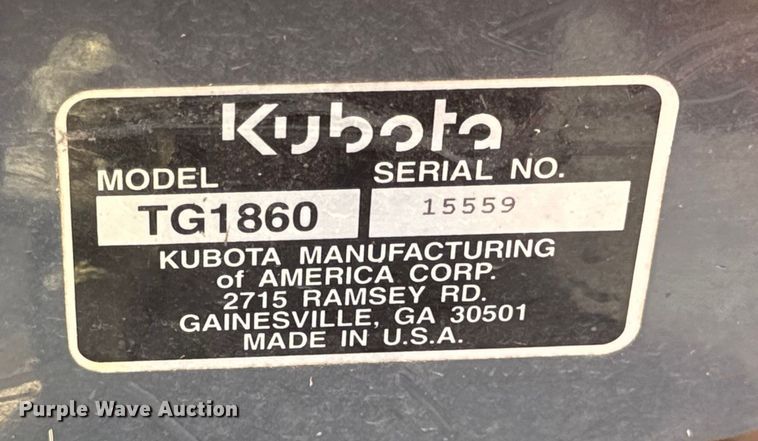 Kubota
MODEL SERIAL NO.
TG1860 15559
KUBOTA MANUFACTURING
of AMERICA CORP.
2715 RAMSEY RD.
GAINESVILLE, GA 30501
MADE IN U.S.A.
Purple Wave Auction